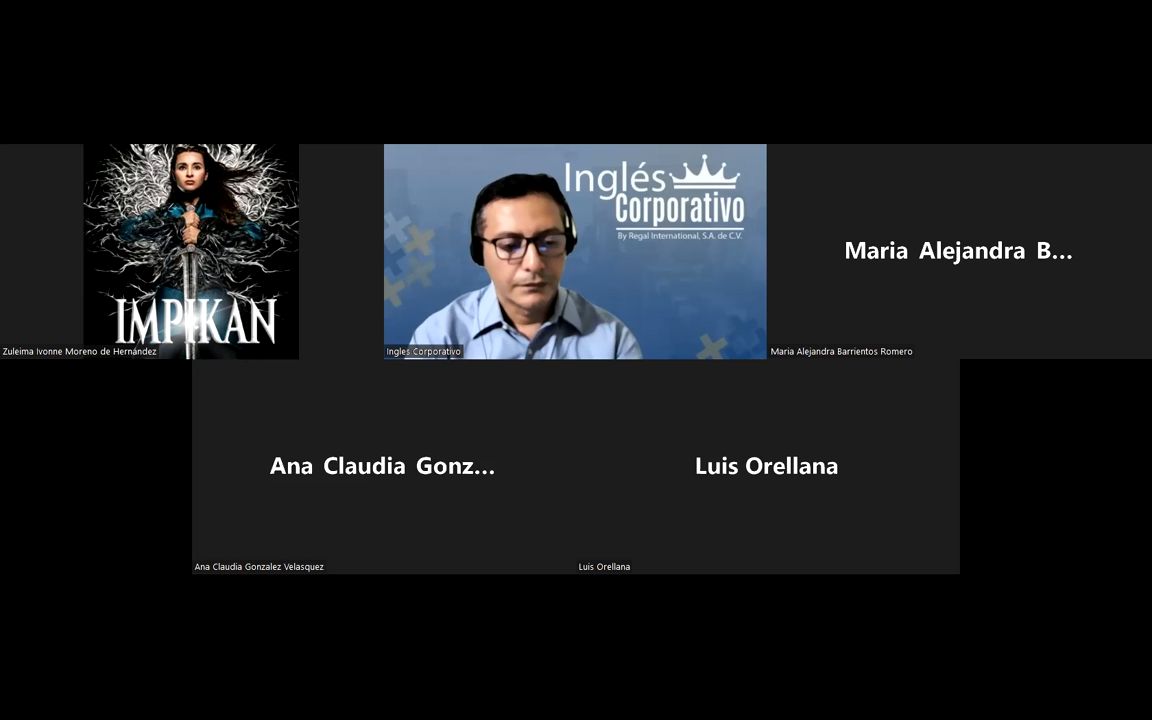 IMPIKAN
Zuleima Ivonne Moreno de Hernández
Inglés
Corporativo
By Regal International, S.A. de C.V.
Ingles Corporativo
Maria Alejandra B...
Maria Alejandra Barrientos Romero
Ana Claudia Gonz...
Ana Claudia Gonzalez Velasquez
Luis Orellana
Luis Orellana